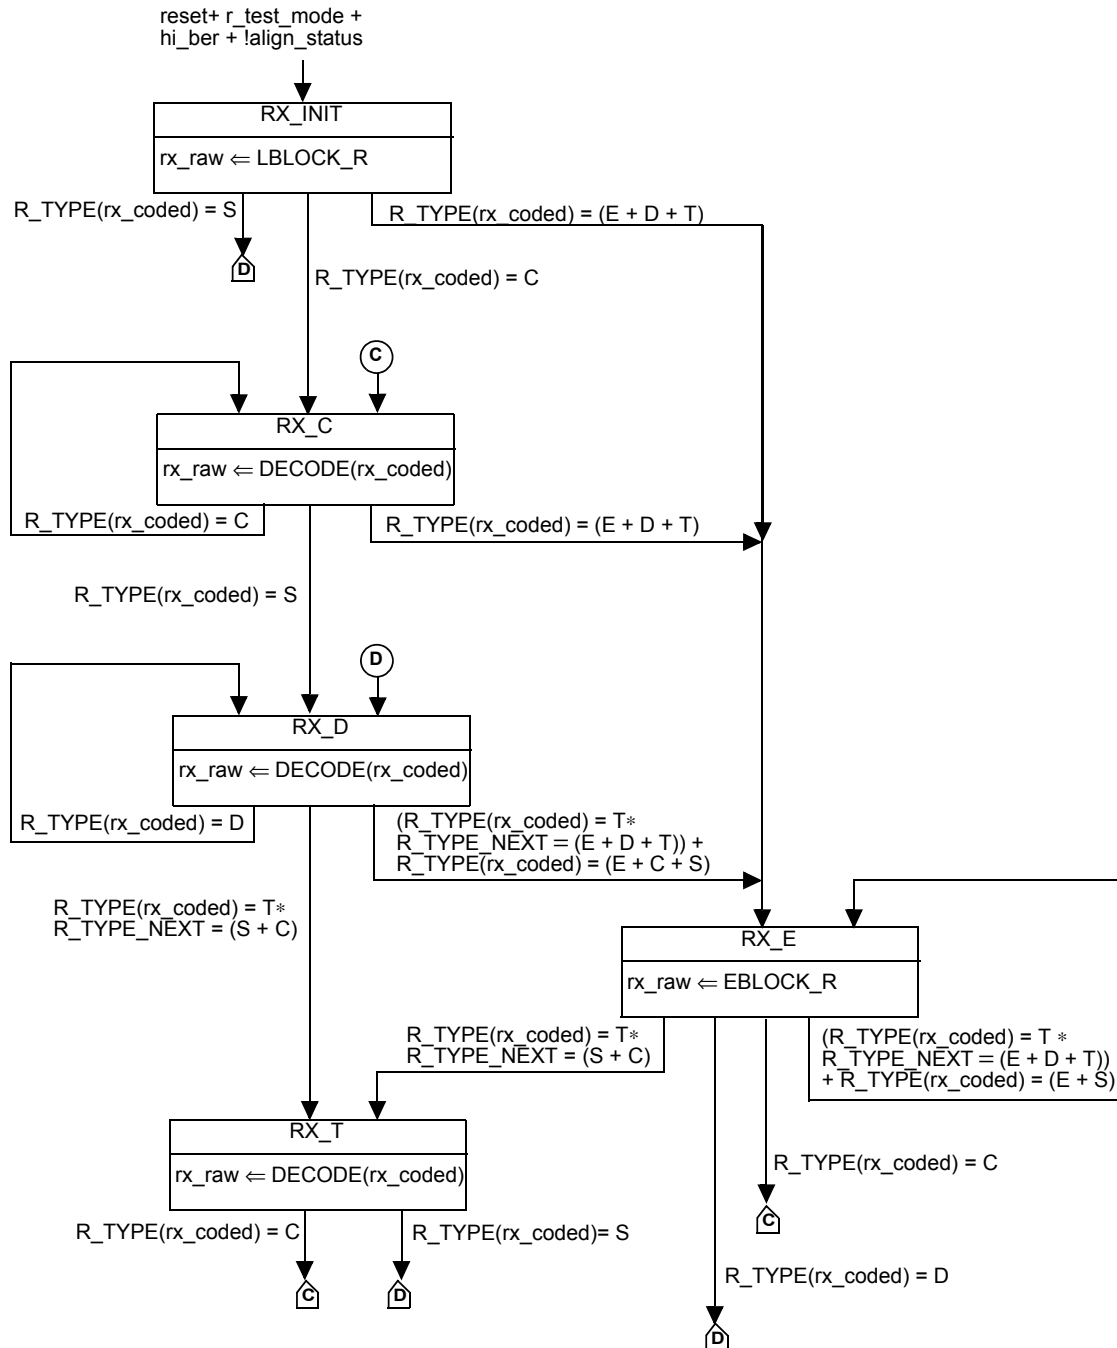 reset+ r_test_mode +
hi_ber + !align_status
RX_INIT
rx_raw ⇐ LBLOCK_R
R_TYPE(rx_coded) = S
R_TYPE(rx_coded) = (E + D + T)
D
R_TYPE(rx_coded) = C
C
RX_C
rx_raw ⇐ DECODE(rx_coded)
R_TYPE(rx_coded) = C
R_TYPE(rx_coded) = (E + D + T)
R_TYPE(rx_coded) = S
D
RX_D
rx_raw ⇐ DECODE(rx_coded)
R_TYPE(rx_coded) = D
(R_TYPE(rx_coded) = T*
R_TYPE_NEXT = (E + D + T)) +
R_TYPE(rx_coded) = (E + C + S)
R_TYPE(rx_coded) = T*
R_TYPE_NEXT = (S + C)
RX_E
rx_raw ⇐ EBLOCK_R
R_TYPE(rx_coded) = T*
R_TYPE_NEXT = (S + C)
(R_TYPE(rx_coded) = T *
R_TYPE_NEXT = (E + D + T))
+ R_TYPE(rx_coded) = (E + S)
RX_T
rx_raw ⇐ DECODE(rx_coded)
R_TYPE(rx_coded) = C
C
R_TYPE(rx_coded) = C
R_TYPE(rx_coded)= S
C
D
R_TYPE(rx_coded) = D
D